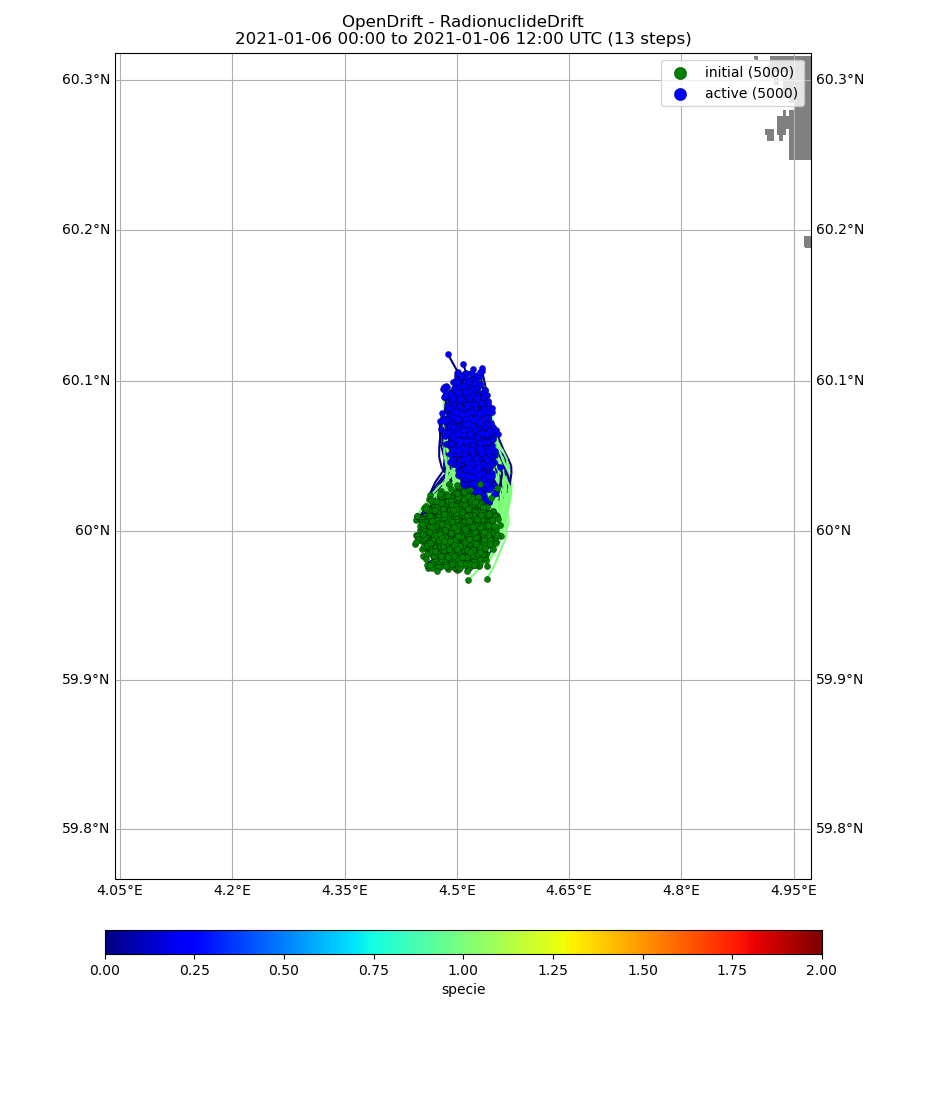 OpenDrift - RadionuclideDrift
2021-01-06 00:00 to 2021-01-06 12:00 UTC (13 steps)
initial (5000)
active (5000)
60.3°N 60.3°N
60.2°N 60.2°N
60.1°N 60.1°N
60°N 60°N
59.9°N 59.9°N
59.8°N 59.8°N
4.05°E 4.2°E 4.35°E 4.5°E 4.65°E 4.8°E 4.95°E
0.00 0.25 0.50 0.75 1.00 1.25 1.50 1.75 2.00
specie